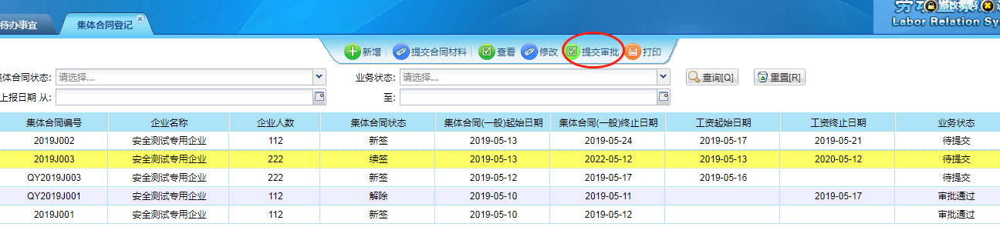 修改密码
Labor Relation Sy
待办事宜
集体合同登记
新增 提交合同材料 查看 修改 提交审批 打印
集体合同状态: 请选择... 业务状态: 请选择... 查询[Q] 重置[R]
上报日期 从: 至:
集体合同编号 企业名称 企业人数 集体合同状态 集体合同(一般)起始日期 集体合同(一般)终止日期 工资起始日期 工资终止日期 业务状态
2019J002 安全测试专用企业 112 新签 2019-05-13 2019-05-24 2019-05-17 2019-05-21 待提交
2019J003 安全测试专用企业 222 续签 2019-05-13 2022-05-12 2019-05-13 2020-05-12 待提交
QY2019J003 安全测试专用企业 222 新签 2019-05-12 2019-05-17 2019-05-16 待提交
QY2019J001 安全测试专用企业 112 解除 2019-05-10 2019-05-11 2019-05-17 审批通过
2019J001 安全测试专用企业 112 新签 2019-05-10 2019-05-12 审批通过